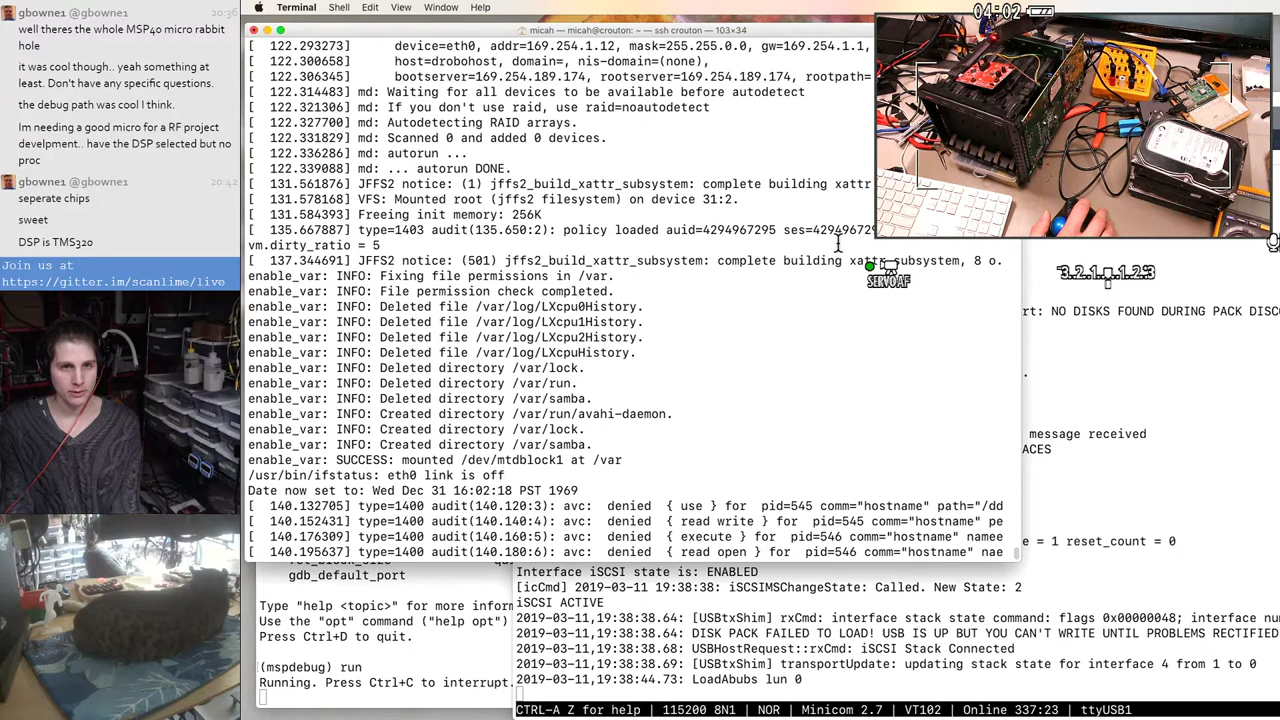 gbowne1 @gbowne1 20:36
well theres the whole MSP40 micro rabbit
hole
it was cool though.. yeah something at
least. Don't have any specific questions.
the debug path was cool I think.
Im needing a good micro for a RF project
develpment.. have the DSP selected but no
proc
gbowne1 @gbowne1 20:42
seperate chips
sweet
DSP is TMS320
Join us at
https://gitter.im/scanlime/live
Terminal Shell Edit View Window Help
micah — micah@crouton: ~ — ssh crouton — 103×34
[  122.293273]      device=eth0, addr=169.254.1.12, mask=255.255.0.0, gw=169.254.1.1,
[  122.300658]      host=drobohost, domain=, nis-domain=(none),
[  122.306345]      bootserver=169.254.189.174, rootserver=169.254.189.174, rootpath=
[  122.314483] md: Waiting for all devices to be available before autodetect
[  122.321306] md: If you don't use raid, use raid=noautodetect
[  122.327700] md: Autodetecting RAID arrays.
[  122.331829] md: Scanned 0 and added 0 devices.
[  122.336286] md: autorun ...
[  122.339088] md: ... autorun DONE.
[  131.561876] JFFS2 notice: (1) jffs2_build_xattr_subsystem: complete building xattr
[  131.578168] VFS: Mounted root (jffs2 filesystem) on device 31:2.
[  131.584393] Freeing init memory: 256K
[  135.667887] type=1403 audit(135.650:2): policy loaded auid=4294967295 ses=429496729
vm.dirty_ratio = 5
[  137.344691] JFFS2 notice: (501) jffs2_build_xattr_subsystem: complete building xattr_subsystem, 8 o.
enable_var: INFO: Fixing file permissions in /var.
enable_var: INFO: File permission check completed.
enable_var: INFO: Deleted file /var/log/LXcpu0History.
enable_var: INFO: Deleted file /var/log/LXcpu1History.
enable_var: INFO: Deleted file /var/log/LXcpu2History.
enable_var: INFO: Deleted file /var/log/LXcpuHistory.
enable_var: INFO: Deleted directory /var/lock.
enable_var: INFO: Deleted directory /var/run.
enable_var: INFO: Deleted directory /var/samba.
enable_var: INFO: Created directory /var/run/avahi-daemon.
enable_var: INFO: Created directory /var/lock.
enable_var: INFO: Created directory /var/samba.
enable_var: SUCCESS: mounted /dev/mtdblock1 at /var
/usr/bin/ifstatus: eth0 link is off
Date now set to: Wed Dec 31 16:02:18 PST 1969
[  140.132705] type=1400 audit(140.120:3): avc:  denied  { use } for  pid=545 comm="hostname" path="/dd
[  140.152431] type=1400 audit(140.140:4): avc:  denied  { read write } for  pid=545 comm="hostname" pe
[  140.176309] type=1400 audit(140.160:5): avc:  denied  { execute } for  pid=546 comm="hostname" namee
[  140.195637] type=1400 audit(140.180:6): avc:  denied  { read open } for  pid=546 comm="hostname" nae
04:02
SERVOAF
3.2.1.|.1.2.3
rt: NO DISKS FOUND DURING PACK DISC
message received
ACES
e = 1 reset_count = 0
gdb_default_port
Type "help <topic>" for more inform
Use the "opt" command ("help opt")
Press Ctrl+D to quit.
(mspdebug) run
Running. Press Ctrl+C to interrupt.
Interface iSCSI state is: ENABLED
[icCmd] 2019-03-11 19:38:38: iSCSIMSChangeState: Called. New State: 2
iSCSI ACTIVE
2019-03-11,19:38:38.64: [USBtxShim] rxCmd: interface stack state command: flags 0x00000048; interface num
2019-03-11,19:38:38.64: DISK PACK FAILED TO LOAD! USB IS UP BUT YOU CAN'T WRITE UNTIL PROBLEMS RECTIFIED
2019-03-11,19:38:38.68: USBHostRequest::rxCmd: iSCSI Stack Connected
2019-03-11,19:38:38.69: [USBtxShim] transportUpdate: updating stack state for interface 4 from 1 to 0
2019-03-11,19:38:44.73: LoadAbubs lun 0
CTRL-A Z for help | 115200 8N1 | NOR | Minicom 2.7 | VT102 | Online 337:23 | ttyUSB1